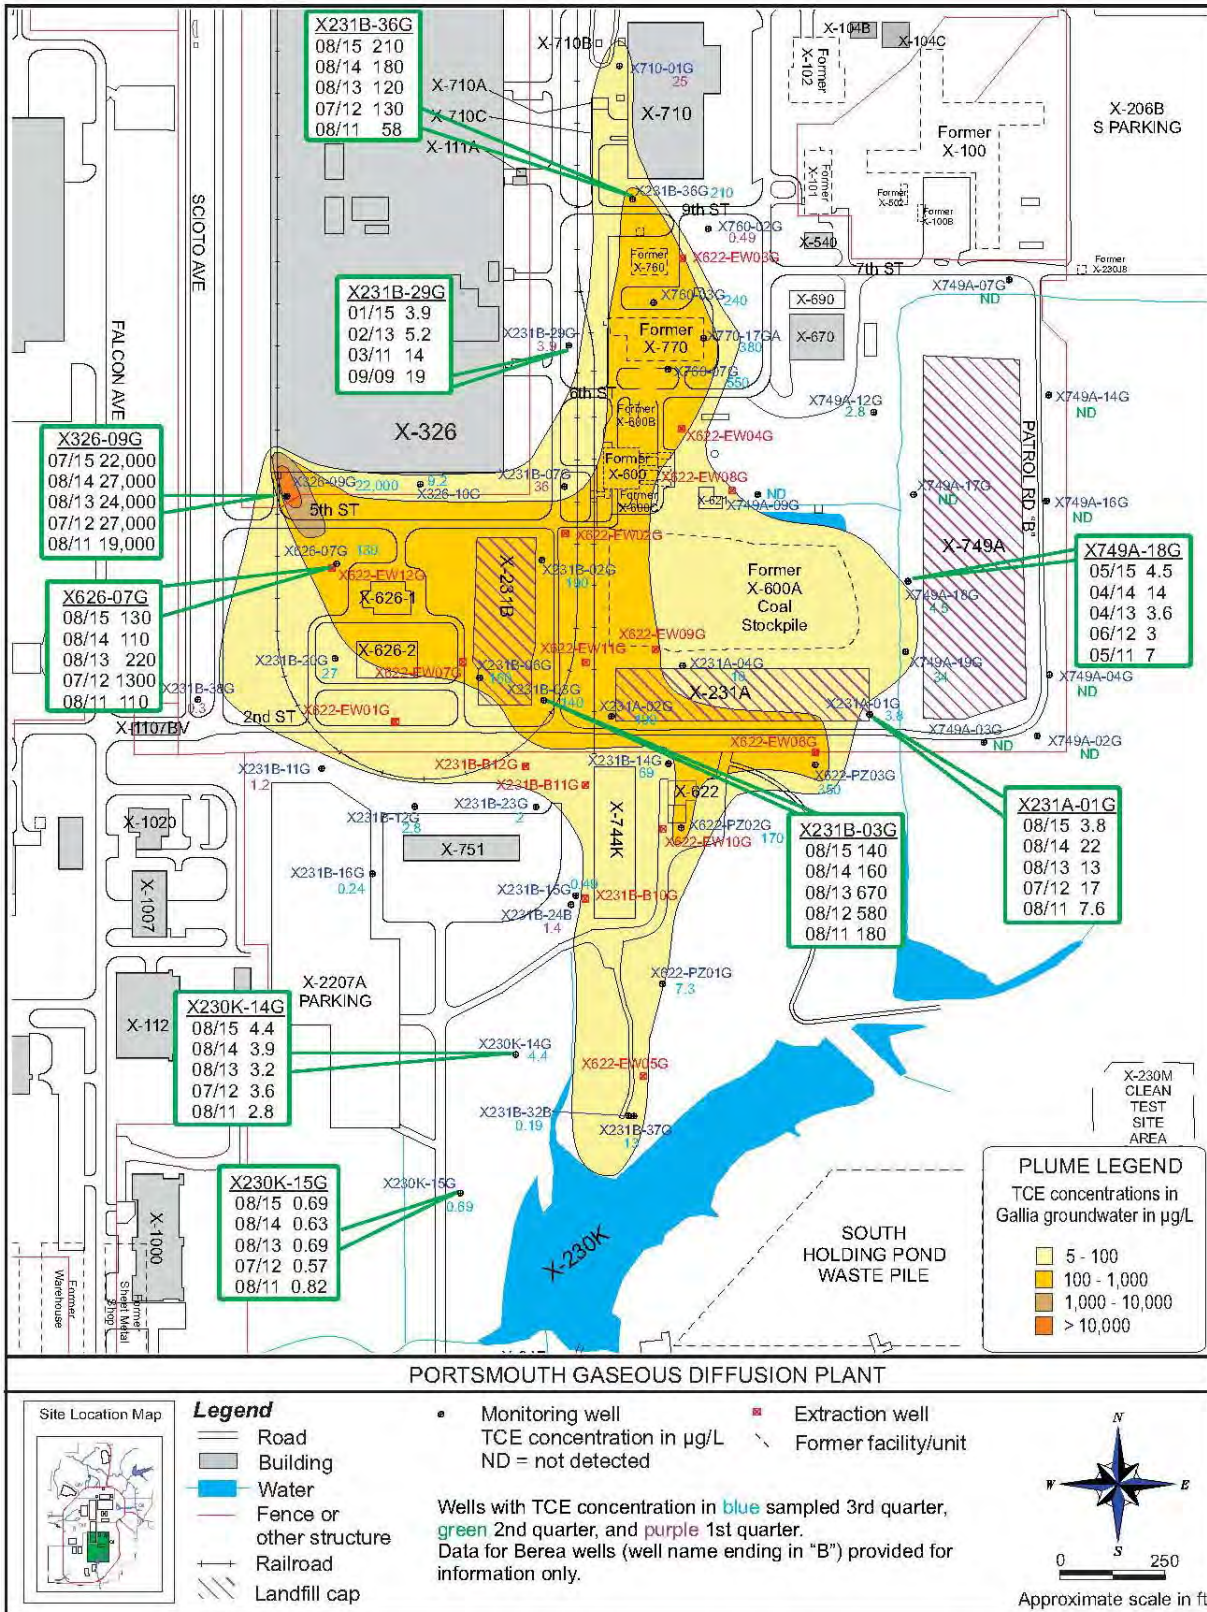 X231B-36G
08/15 210
08/14 180
08/13 120
07/12 130
08/11 58
X-710B
X710-01G
25
X-710A
X-710
X-710C
X-111A
X-104B
X-104C
Former
X-102
X-206B
S PARKING
Former
X-100
Former
X-101
Former
X-502
Former
X-100B
X231B-36G 210
9th ST
X760-02G
0.49
X-540
SCIOTO AVE
Former
X-760
X622-EW03G
7th ST
Former
X-230J8
X231B-29G
01/15 3.9
02/13 5.2
03/11 14
09/09 19
X760-03G
240
X-690
X749A-07G
ND
FALCON AVE
X231B-29G
3.9
Former
X-770
X770-17GA
380
X-670
X760-07G
550
6th ST
X749A-12G
2.8
X749A-14G
ND
Former
X-600B
X-326
X622-EW04G
PATROL RD "B"
X326-09G
07/15 22,000
08/14 27,000
08/13 24,000
07/12 27,000
08/11 19,000
X326-09G
22,000
9.2
X326-10G
X231B-07G
36
Former
X-600
X622-EW08G
Former
X-600C
X-621
X749A-09G
ND
X749A-17G
ND
X749A-16G
ND
5th ST
X622-EW02G
X-749A
X749A-18G
05/15 4.5
04/14 14
04/13 3.6
06/12 3
05/11 7
X626-07G
130
X622-EW12G
X-231B
X231B-02G
190
Former
X-600A
Coal
Stockpile
X749A-18G
4.5
X626-07G
08/15 130
08/14 110
08/13 220
07/12 1300
08/11 110
X-626-1
X622-EW09G
X-626-2
X622-EW11G
X749A-19G
34
X231B-20G
27
X622-EW07G
X231B-06G
160
X231A-04G
10
X749A-04G
ND
X231B-38G
X-231A
X231B-03G
140
X231A-02G
X231A-01G
3.8
2nd ST
X622-EW01G
X-1107BV
X749A-03G
ND
X749A-02G
ND
X622-EW06G
X231B-11G
1.2
X231B-B12G
X231B-14G
69
X622-PZ03G
350
X231B-B11G
X-622
X231A-01G
08/15 3.8
08/14 22
08/13 13
07/12 17
08/11 7.6
X-1020
X231B-12G
2.8
X231B-23G
2
X-744K
X622-PZ02G
170
X622-EW10G
X231B-03G
08/15 140
08/14 160
08/13 670
08/12 580
08/11 180
X-751
X231B-16G
0.24
X231B-15G
0.49
X231B-B10G
X231B-24B
1.4
X-1007
X-2207A
PARKING
X622-PZ01G
7.3
X-112
X230K-14G
08/15 4.4
08/14 3.9
08/13 3.2
07/12 3.6
08/11 2.8
X230K-14G
4.4
X622-EW05G
X231B-32B
0.19
X231B-37G
13
X-230M
CLEAN
TEST
SITE
AREA
X230K-15G
08/15 0.69
08/14 0.63
08/13 0.69
07/12 0.57
08/11 0.82
X230K-15G
0.69
X-230K
X-1000
Former
Warehouse
Former
Sheet Metal
Shop
SOUTH
HOLDING POND
WASTE PILE
PLUME LEGEND
TCE concentrations in
Gallia groundwater in µg/L
5 - 100
100 - 1,000
1,000 - 10,000
> 10,000
PORTSMOUTH GASEOUS DIFFUSION PLANT
Site Location Map
Legend
Road
Building
Water
Fence or
other structure
Railroad
Landfill cap
Monitoring well
TCE concentration in µg/L
ND = not detected
Extraction well
Former facility/unit
Wells with TCE concentration in blue sampled 3rd quarter,
green 2nd quarter, and purple 1st quarter.
Data for Berea wells (well name ending in "B") provided for
information only.
N
W E
S
0 250
Approximate scale in ft